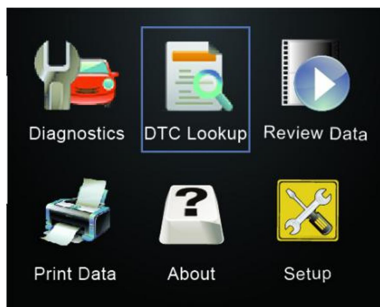 Diagnostics
DTC Lookup
Review Data
?
Print Data
About
Setup